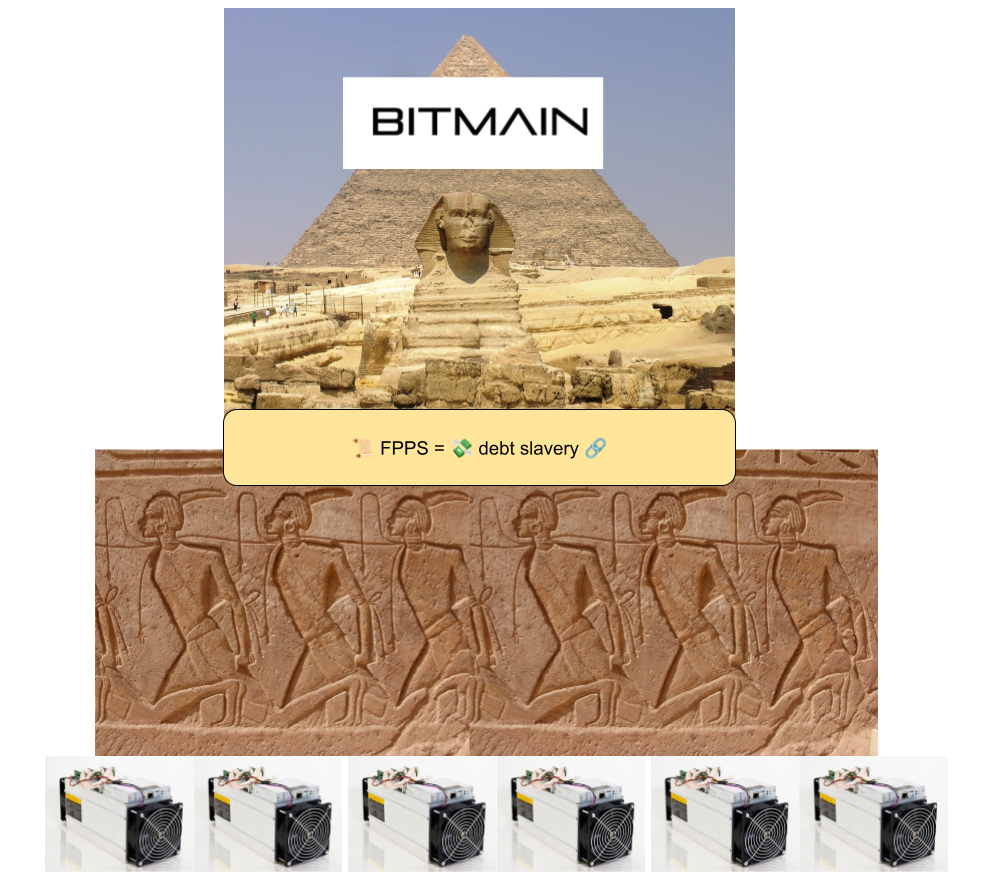 BITMAIN
📜 FPPS = 💸 debt slavery 🔗